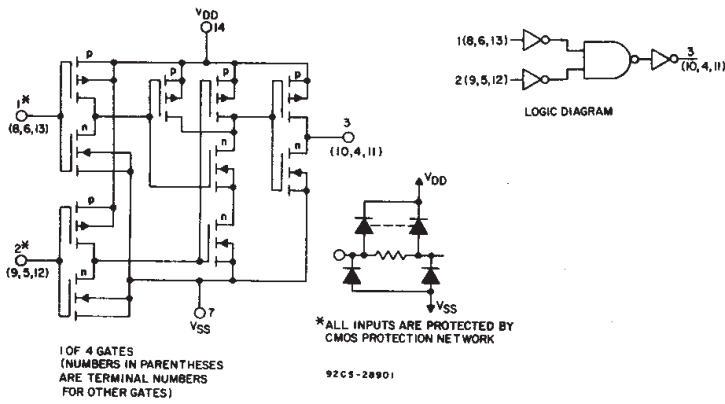 VDD
14
p
p
p
p
1*
(8,6,13)
n
3
(10,4,11)
n
n
p
2*
(9,5,12)
n
n
7
VSS
1 OF 4 GATES
(NUMBERS IN PARENTHESES
ARE TERMINAL NUMBERS
FOR OTHER GATES)
1(8,6,13)
3
(10,4,11)
2(9,5,12)
LOGIC DIAGRAM
VDD
VSS
*ALL INPUTS ARE PROTECTED BY
CMOS PROTECTION NETWORK
92CS-28901